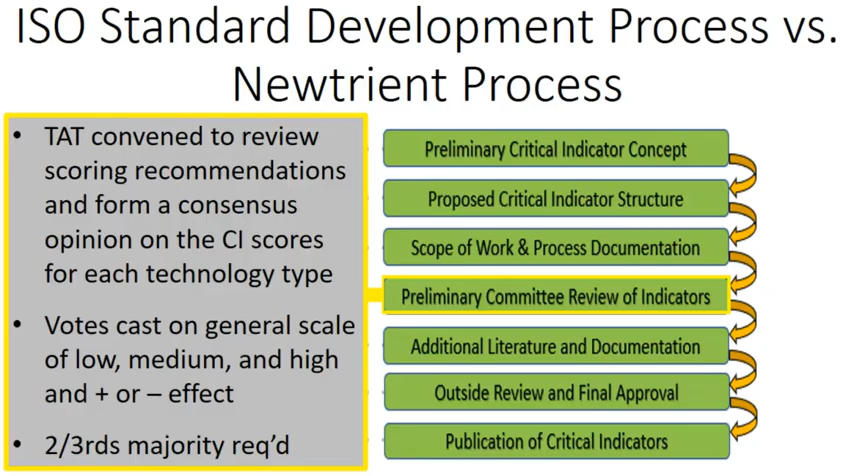 ISO Standard Development Process vs.
Newtrient Process
• TAT convened to review
scoring recommendations
and form a consensus
opinion on the CI scores
for each technology type
• Votes cast on general scale
of low, medium, and high
and + or – effect
• 2/3rds majority req'd
Preliminary Critical Indicator Concept
Proposed Critical Indicator Structure
Scope of Work & Process Documentation
Preliminary Committee Review of Indicators
Additional Literature and Documentation
Outside Review and Final Approval
Publication of Critical Indicators